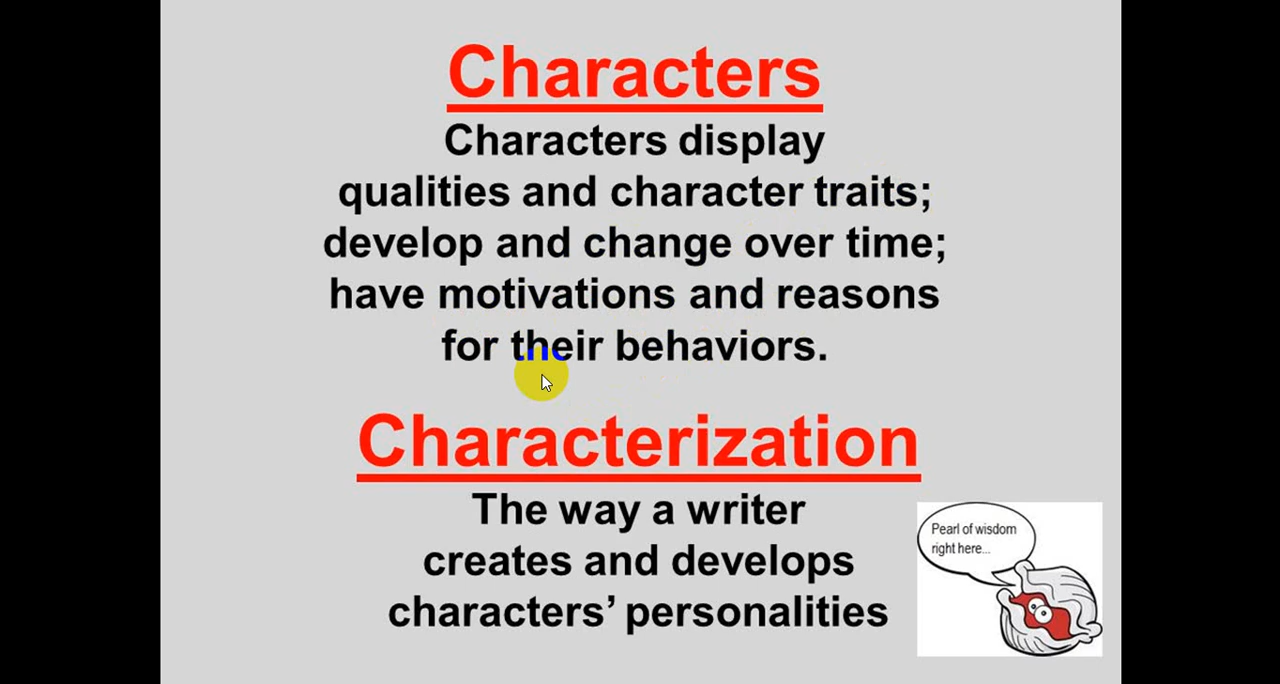 Characters
Characters display
qualities and character traits;
develop and change over time;
have motivations and reasons
for their behaviors.
Characterization
The way a writer
creates and develops
characters’ personalities
Pearl of wisdom
right here...